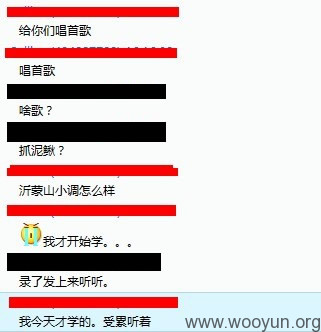 给你们唱首歌
唱首歌
啥歌？
抓泥鳅？
沂蒙山小调怎么样
我才开始学。。。
录了发上来听听。
我今天才学的。受累听着
www.wooyun.org